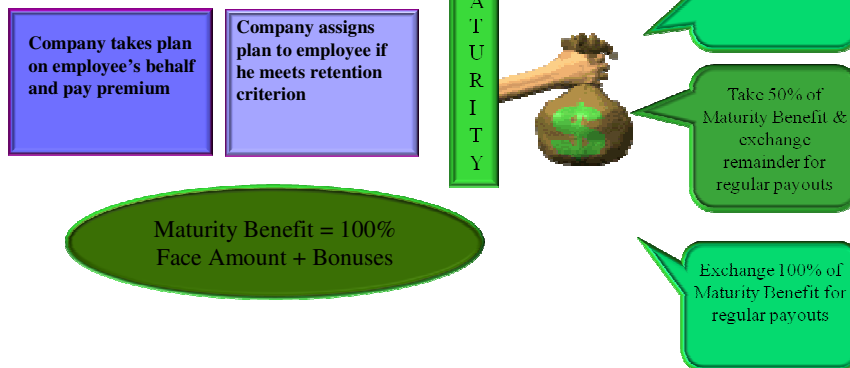 Company takes plan
on employee's behalf
and pay premium
Company assigns
plan to employee if
he meets retention
criterion
A
T
U
R
I
T
Y
Take 50% of
Maturity Benefit &
exchange
remainder for
regular payouts
Maturity Benefit = 100%
Face Amount + Bonuses
Exchange 100% of
Maturity Benefit for
regular payouts